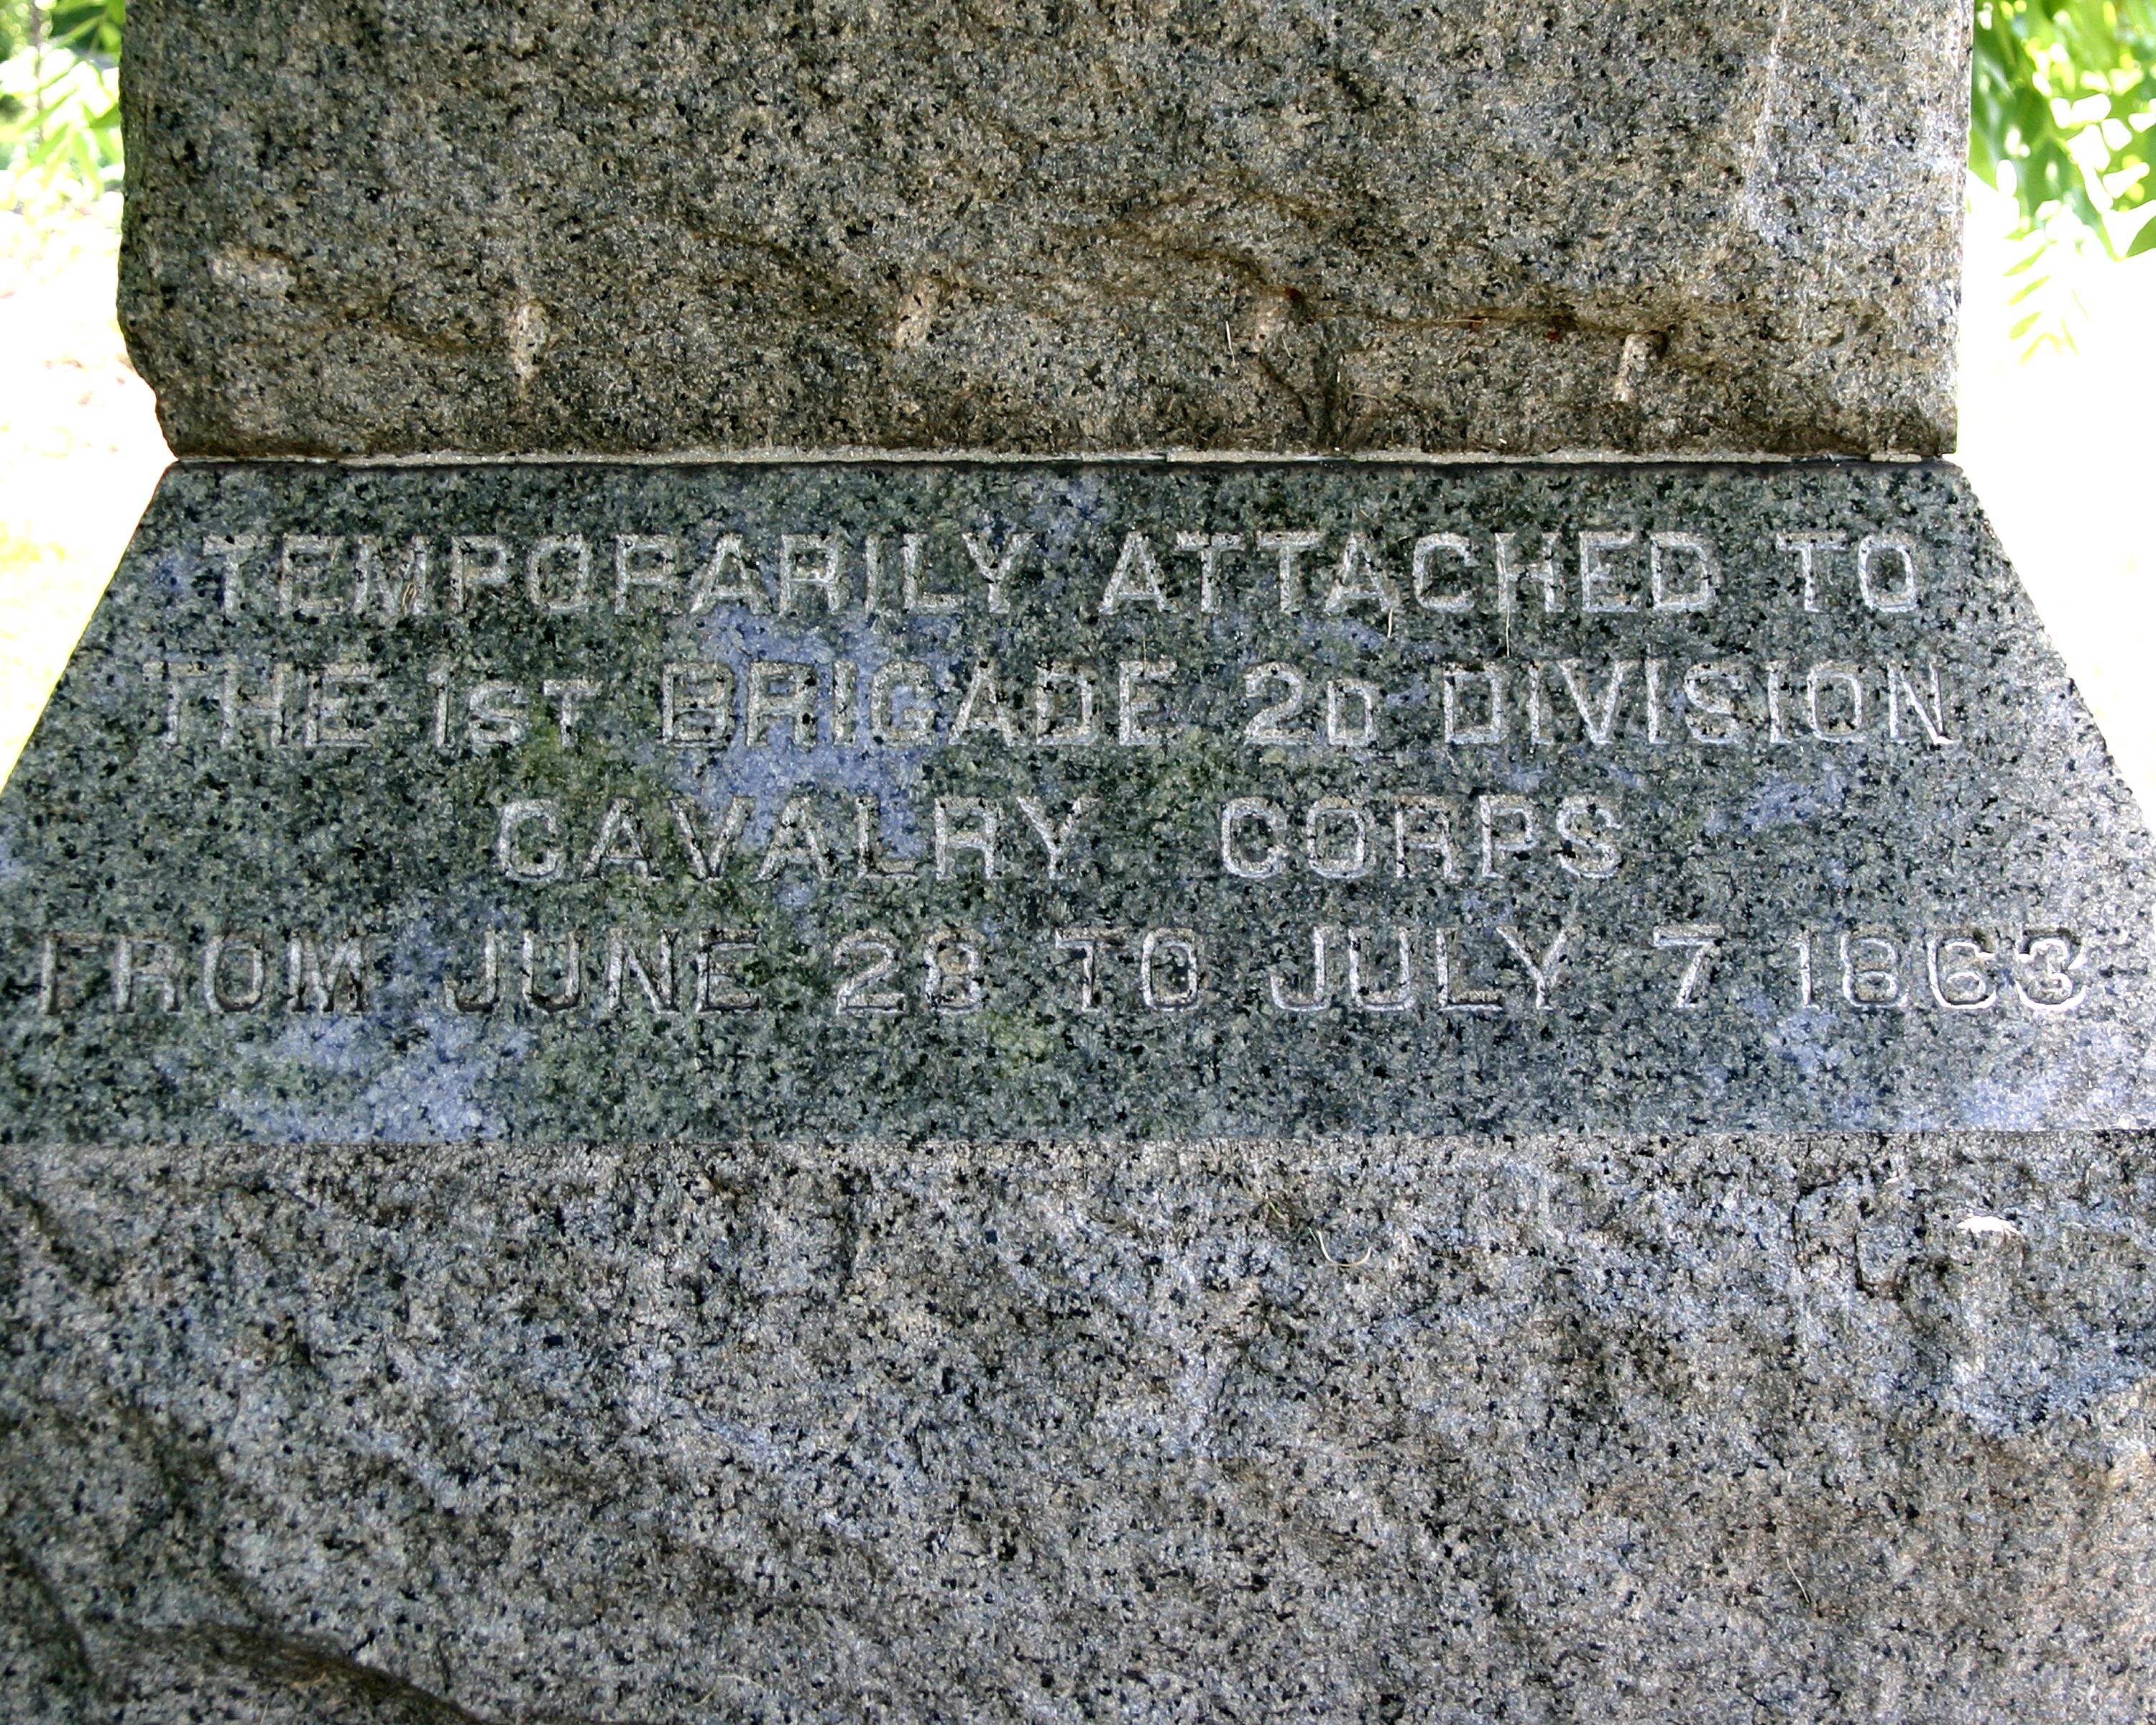 TEMPORARILY ATTACHED TO
THE 1ST BRIGADE 2D DIVISION
CAVALRY CORPS
FROM JUNE 28 TO JULY 7 1863